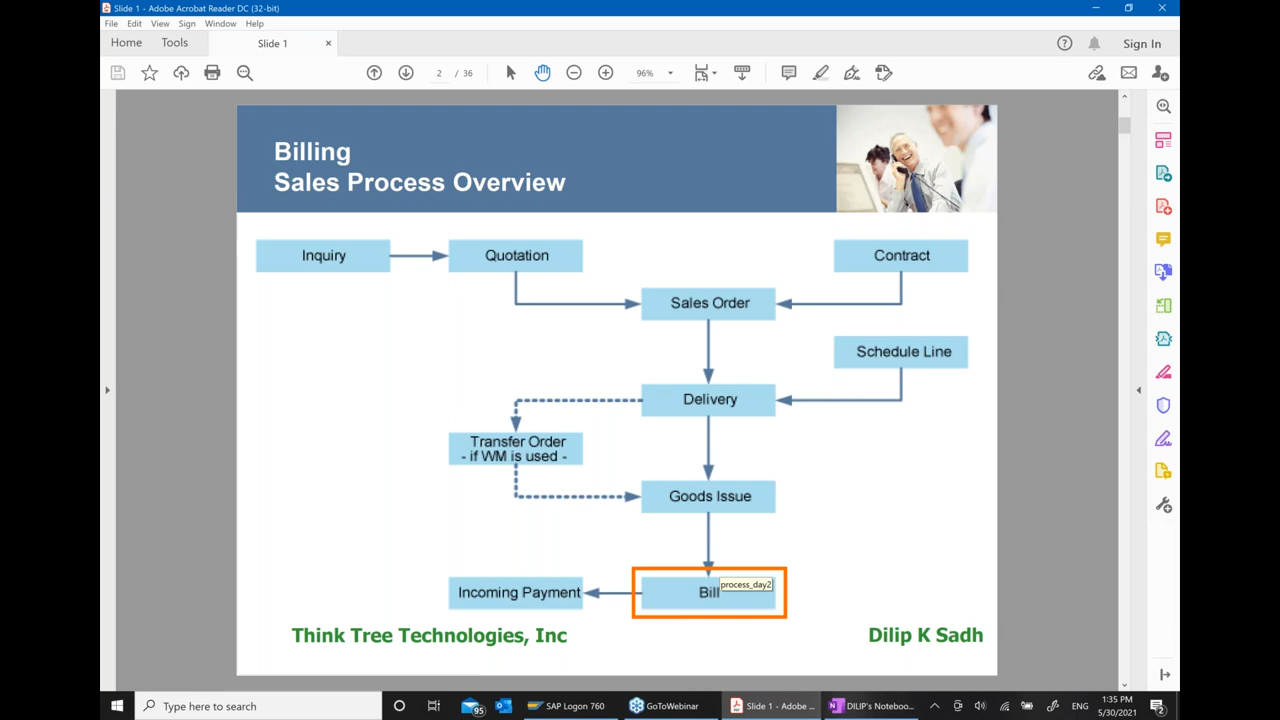 Slide 1 - Adobe Acrobat Reader DC (32-bit)
File Edit View Sign Window Help
Home Tools Slide 1 × Sign In
2 / 36 96%
Billing
Sales Process Overview
Inquiry Quotation Contract
Sales Order
Schedule Line
Delivery
Transfer Order
- if WM is used -
Goods Issue
process_day2
Incoming Payment Bill
Think Tree Technologies, Inc Dilip K Sadh
Type here to search 95 SAP Logon 760 GoToWebinar Slide 1 - Adobe ... DILIP's Noteboo... ENG 1:35 PM
5/30/2021 2